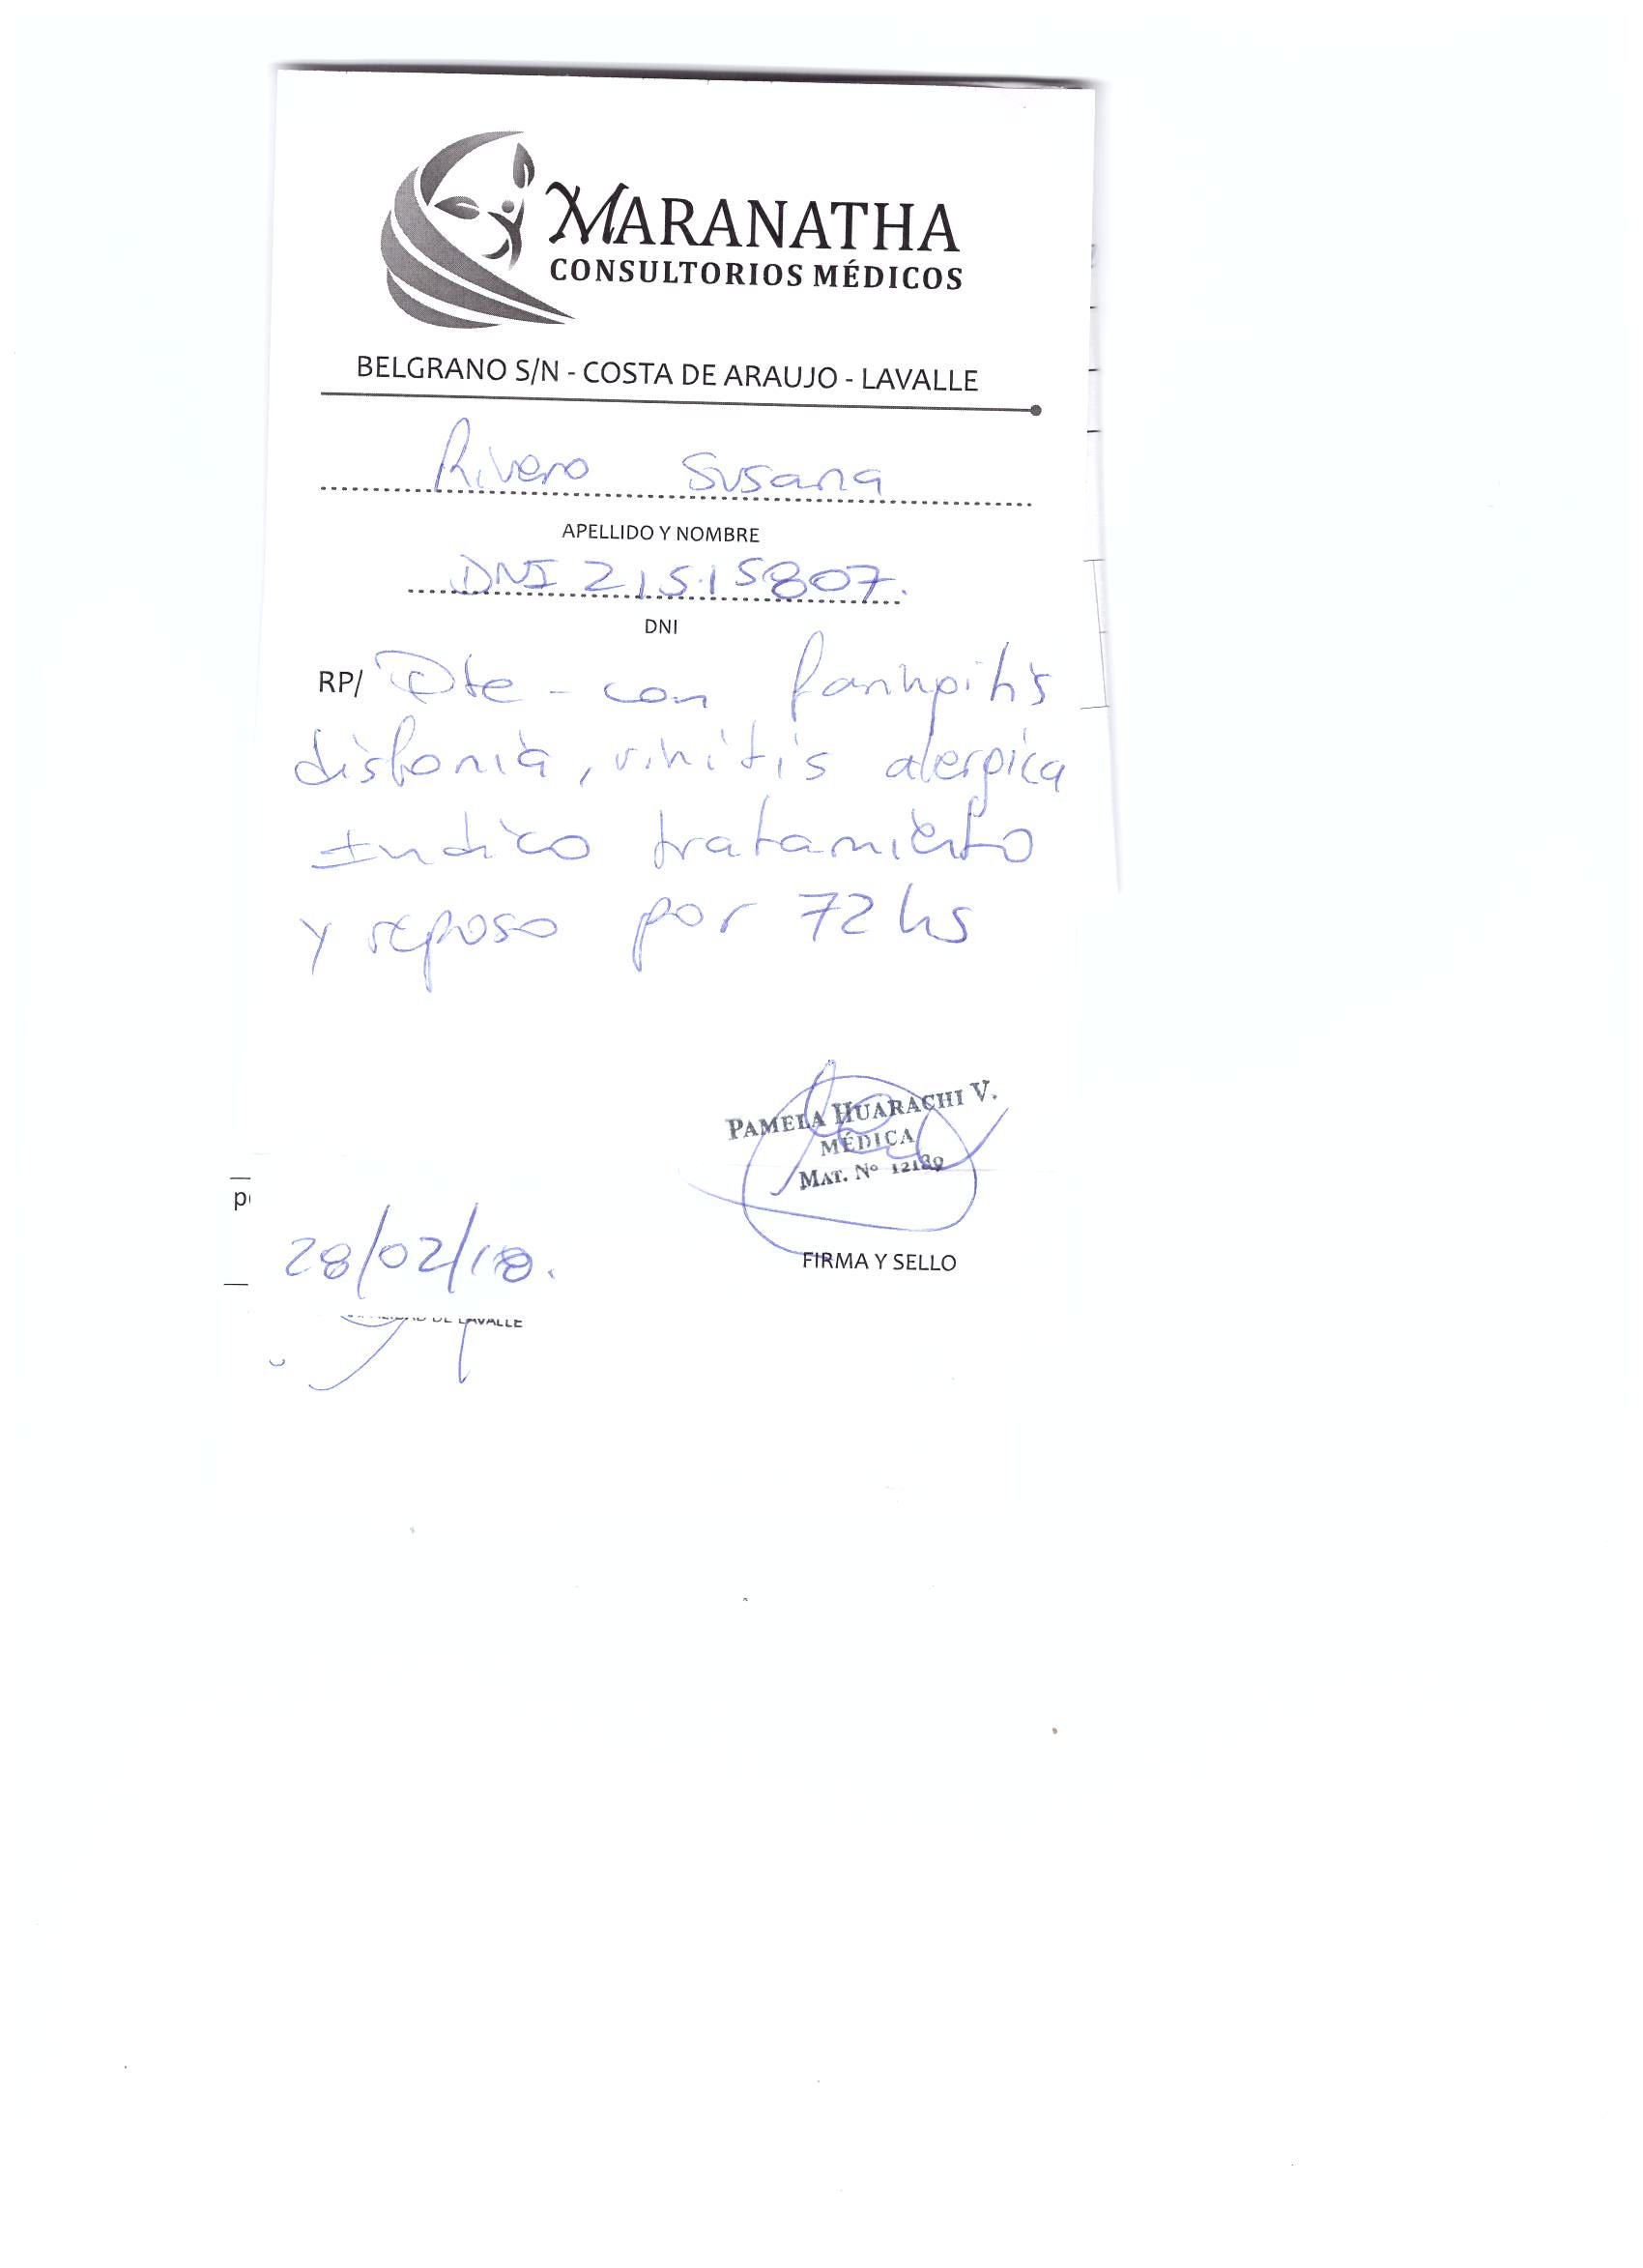 MARANATHA
CONSULTORIOS MÉDICOS
BELGRANO S/N - COSTA DE ARAUJO - LAVALLE
Rivero Susana
APELLIDO Y NOMBRE
DNI 21515807.
DNI
RP/ Pte - con faringitis
disfonia, rinitis alergica
Indico tratamiento
y reposo por 72 hs
PAMELA HUARACHI V.
MÉDICA
MAT. Nº 12189
28/02/18.
FIRMA Y SELLO
DE LAVALLE